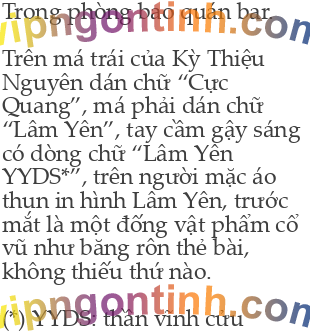 Trong phòng bao quán bar.
vipngontinh.com
Trên má trái của Kỳ Thiệu
Nguyên dán chữ “Cực
Quang”, má phải dán chữ
“Lâm Yên”, tay cầm gậy sáng
có dòng chữ “Lâm Yên
YYDS*”, trên người mặc áo
thun in hình Lâm Yên, trước
mắt là một đống vật phẩm cổ
vũ như băng rôn thẻ bài,
không thiếu thứ nào.
vipngontinh.com
(*) YYDS: thần vĩnh cửu